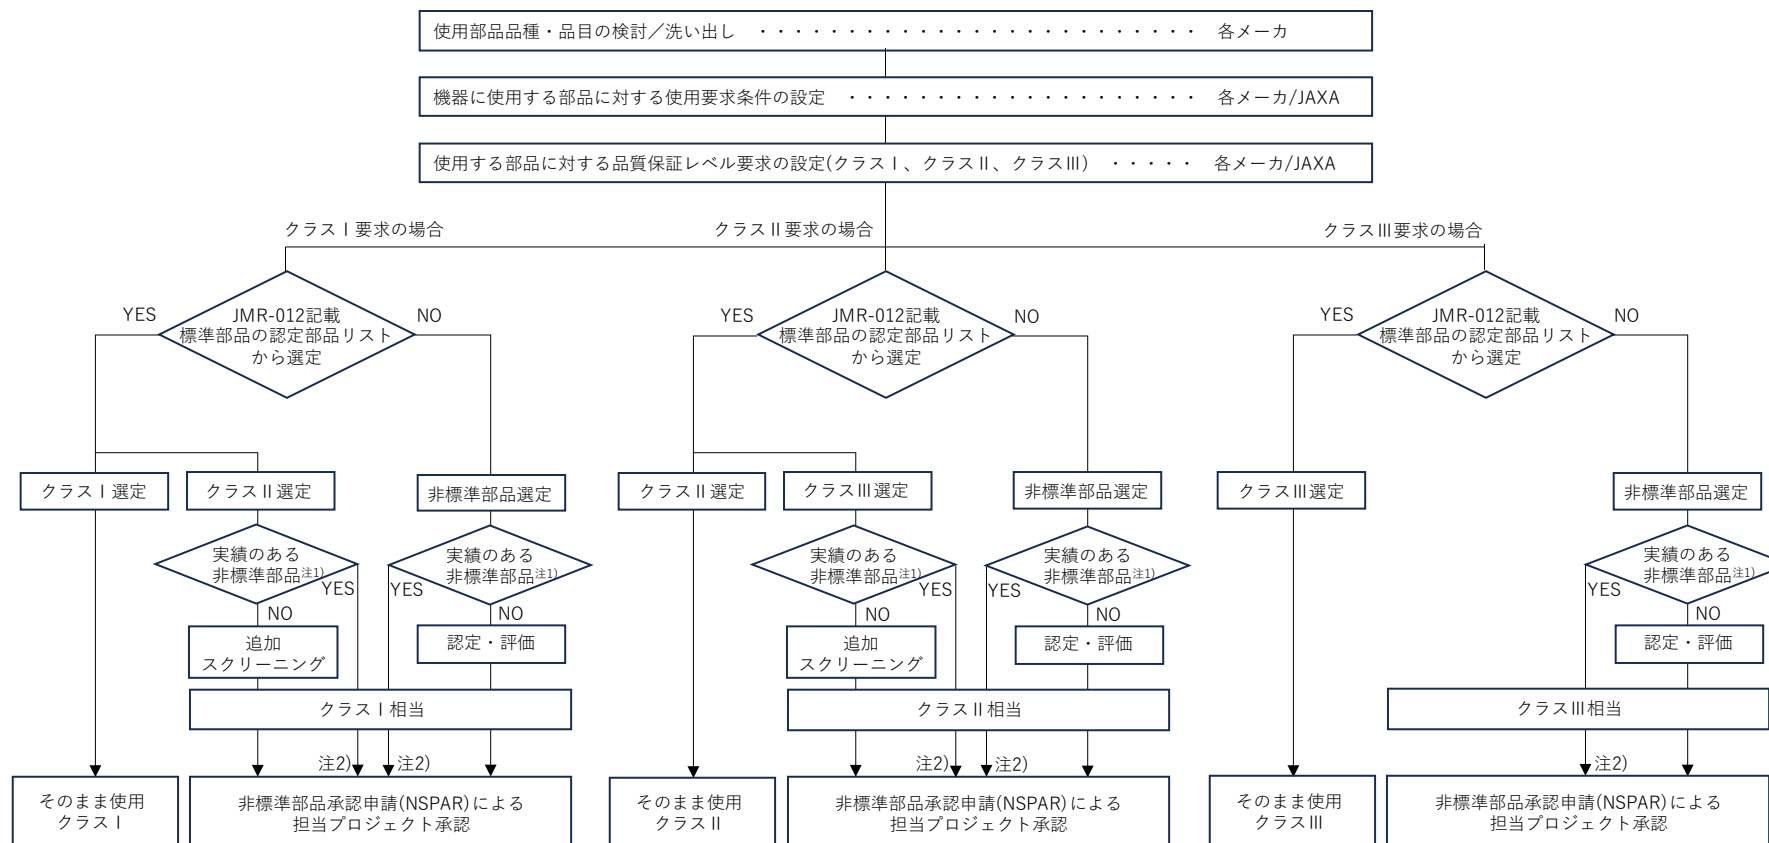 使用部品品種・品目の検討／洗い出し ・・・・・・・・・・・・・・・・・・・・・・・・・ 各メーカ
機器に使用する部品に対する使用要求条件の設定 ・・・・・・・・・・・・・・・・・・・・ 各メーカ/JAXA
使用する部品に対する品質保証レベル要求の設定(クラスⅠ、クラスⅡ、クラスⅢ) ・・・・・ 各メーカ/JAXA
クラスⅠ要求の場合
クラスⅡ要求の場合
クラスⅢ要求の場合
YES
JMR-012記載
標準部品の認定部品リスト
から選定
NO
YES
JMR-012記載
標準部品の認定部品リスト
から選定
NO
YES
JMR-012記載
標準部品の認定部品リスト
から選定
NO
クラスⅠ選定
クラスⅡ選定
非標準部品選定
クラスⅡ選定
クラスⅢ選定
非標準部品選定
クラスⅢ選定
非標準部品選定
実績のある
非標準部品注1)
YES
NO
実績のある
非標準部品注1)
YES
NO
実績のある
非標準部品注1)
YES
NO
実績のある
非標準部品注1)
YES
NO
実績のある
非標準部品注1)
YES
NO
追加
スクリーニング
認定・評価
追加
スクリーニング
認定・評価
認定・評価
クラスⅠ相当
クラスⅡ相当
クラスⅢ相当
注2)
注2)
注2)
注2)
注2)
そのまま使用
クラスⅠ
非標準部品承認申請(NSPAR)による
担当プロジェクト承認
そのまま使用
クラスⅡ
非標準部品承認申請(NSPAR)による
担当プロジェクト承認
そのまま使用
クラスⅢ
非標準部品承認申請(NSPAR)による
担当プロジェクト承認